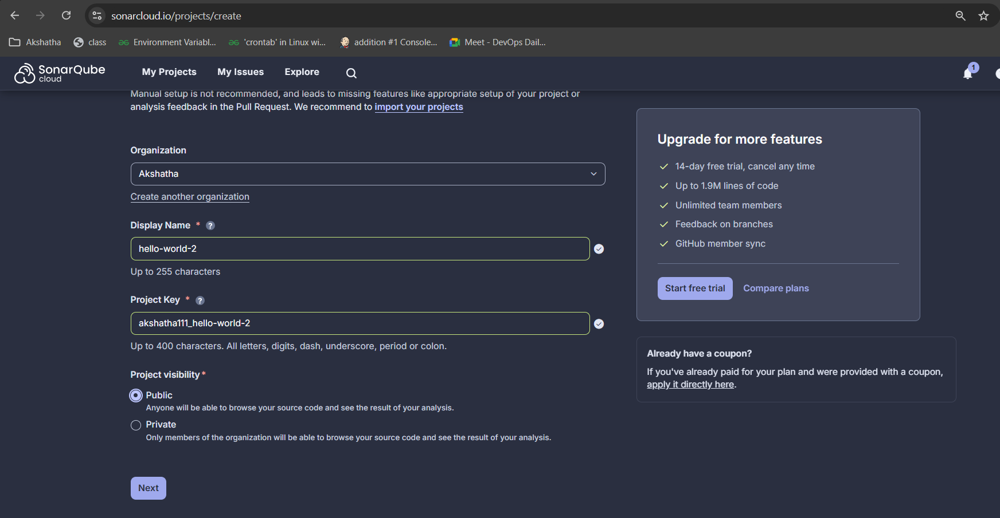 sonarcloud.io/projects/create
Akshatha
class
Environment Variabl...
'crontab' in Linux wi...
addition #1 Console...
Meet - DevOps Dail...
SonarQube
cloud
My Projects
My Issues
Explore
1
Manual setup is not recommended, and leads to missing features like appropriate setup of your project or
analysis feedback in the Pull Request. We recommend to import your projects
Organization
Akshatha
Create another organization
Display Name * ?
hello-world-2
Up to 255 characters
Project Key * ?
akshatha111_hello-world-2
Up to 400 characters. All letters, digits, dash, underscore, period or colon.
Project visibility*
Public
Anyone will be able to browse your source code and see the result of your analysis.
Private
Only members of the organization will be able to browse your source code and see the result of your analysis.
Next
Upgrade for more features
14-day free trial, cancel any time
Up to 1.9M lines of code
Unlimited team members
Feedback on branches
GitHub member sync
Start free trial
Compare plans
Already have a coupon?
If you've already paid for your plan and were provided with a coupon,
apply it directly here.